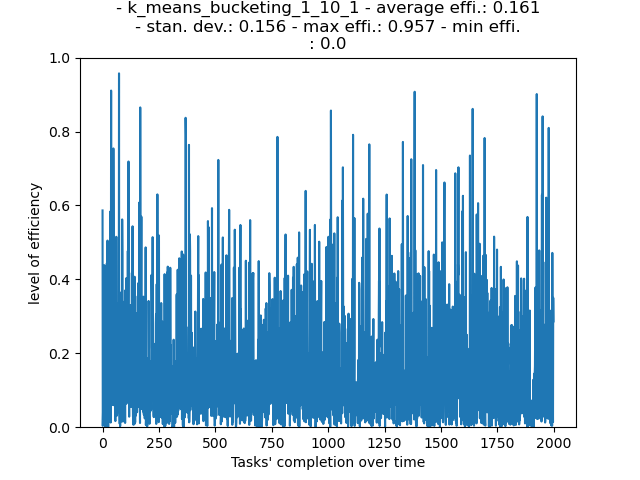 - k_means_bucketing_1_10_1 - average effi.: 0.161
- stan. dev.: 0.156 - max effi.: 0.957 - min effi.
: 0.0
1.0
0.8
0.6
0.4
0.2
0.0
level of efficiency
0 250 500 750 1000 1250 1500 1750 2000
Tasks' completion over time